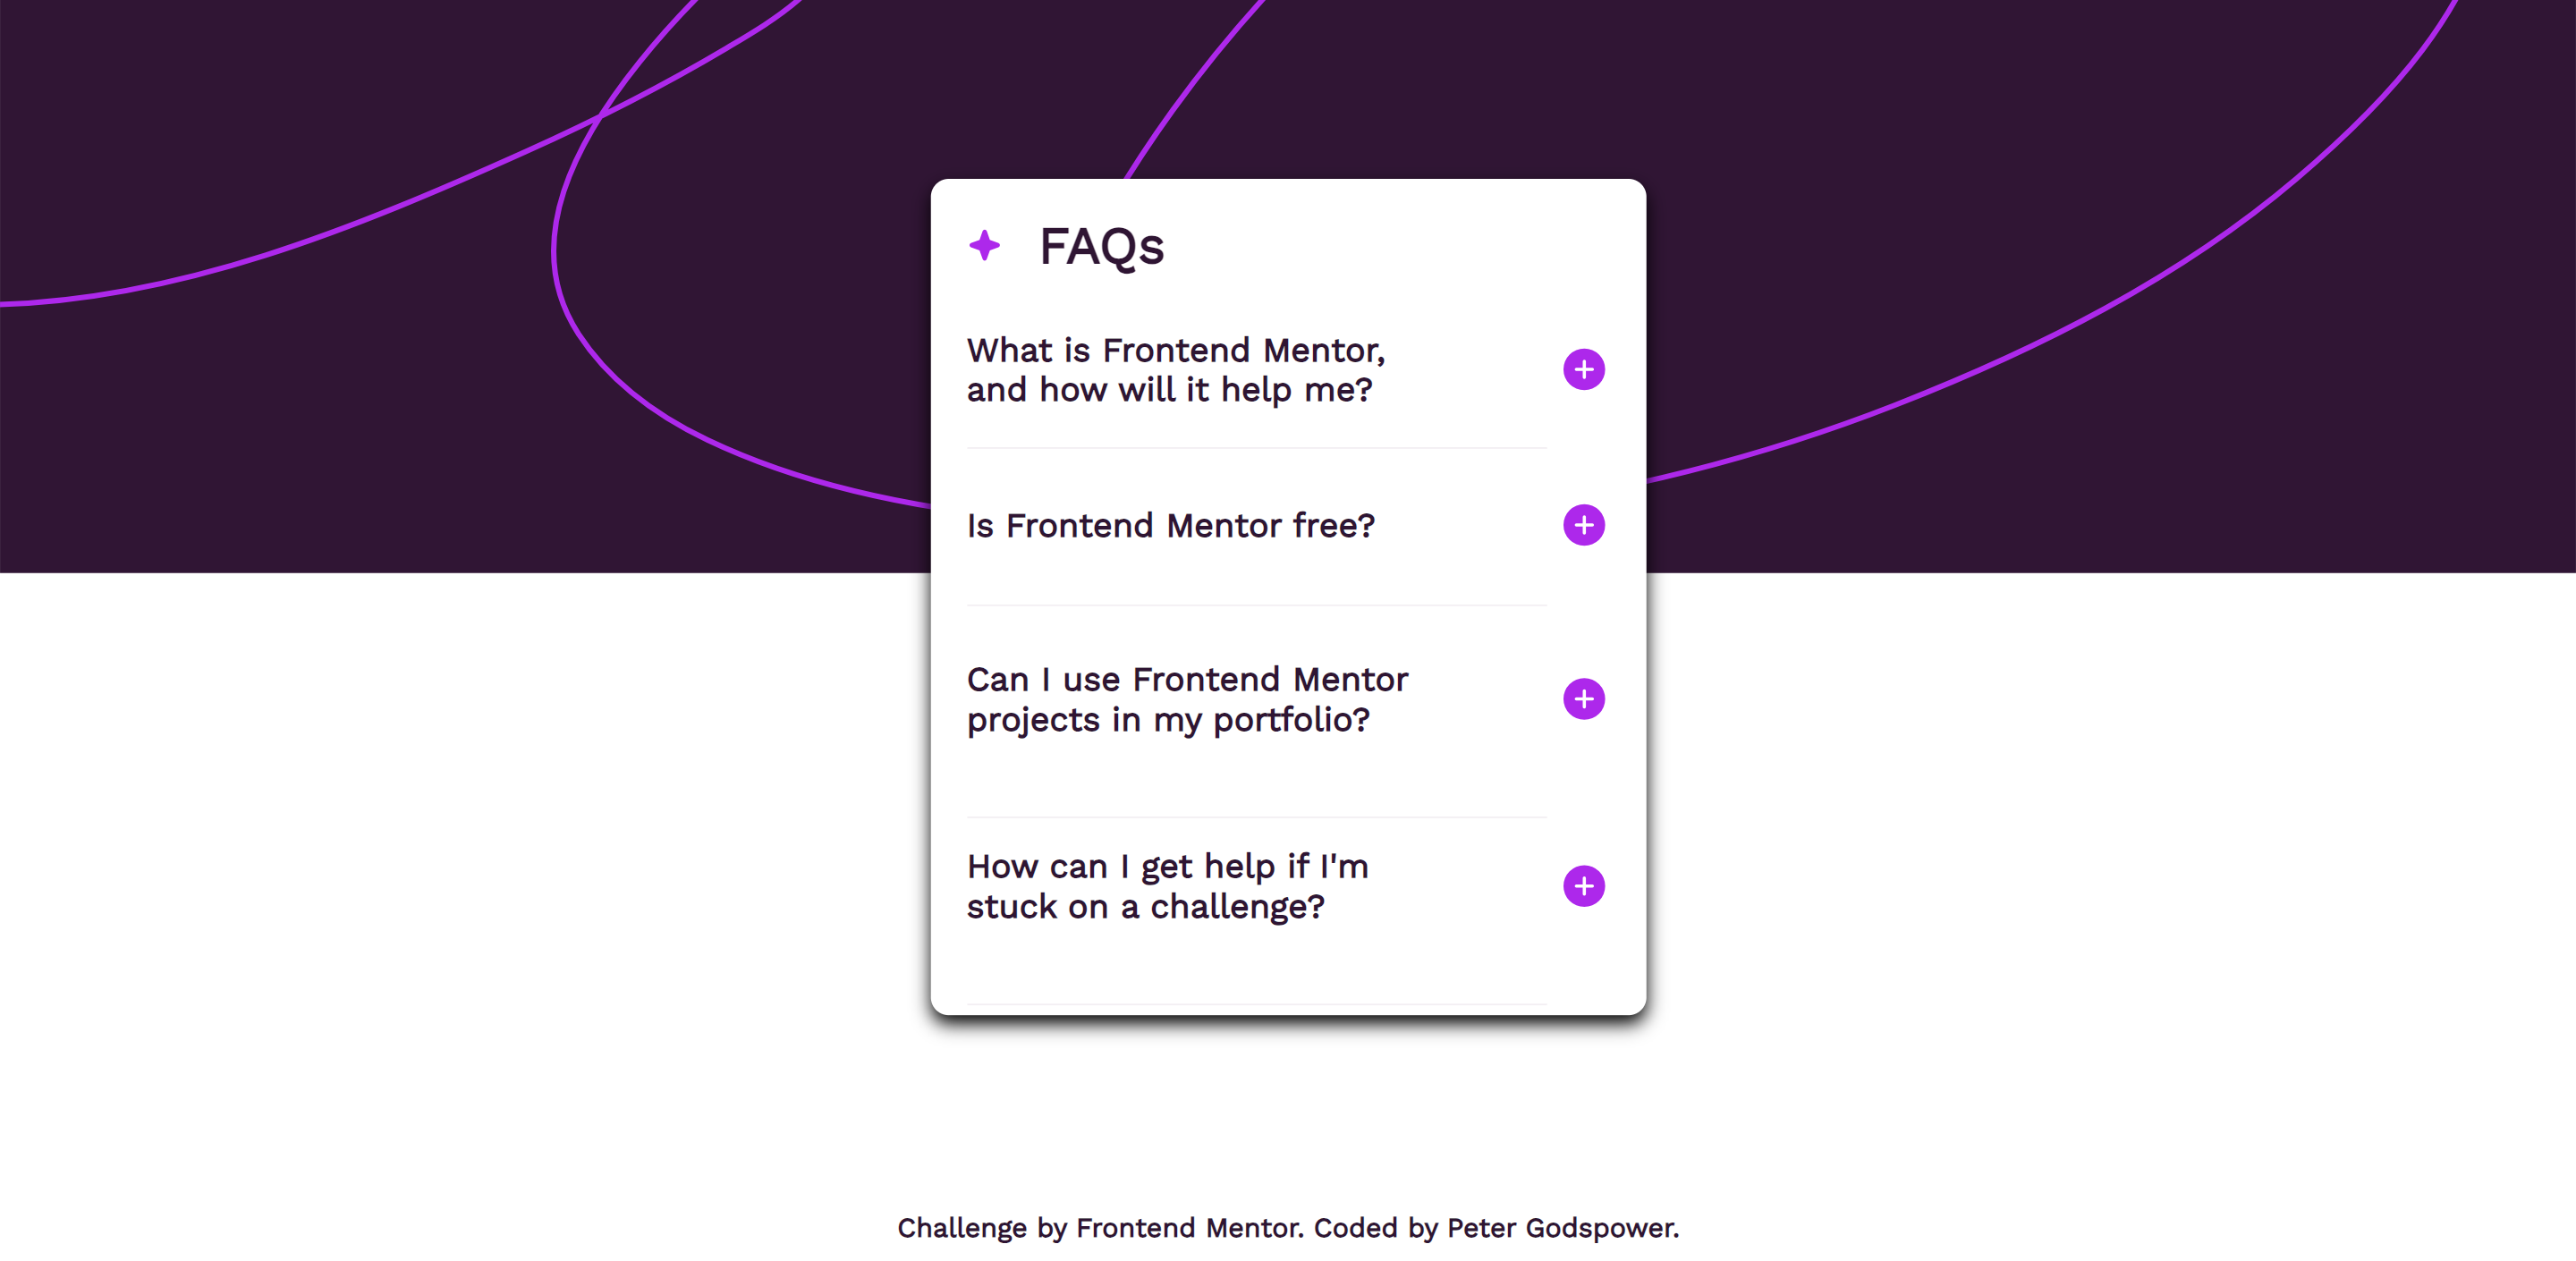 FAQs
What is Frontend Mentor,
and how will it help me?
Is Frontend Mentor free?
Can I use Frontend Mentor
projects in my portfolio?
How can I get help if I'm
stuck on a challenge?
Challenge by Frontend Mentor. Coded by Peter Godspower.